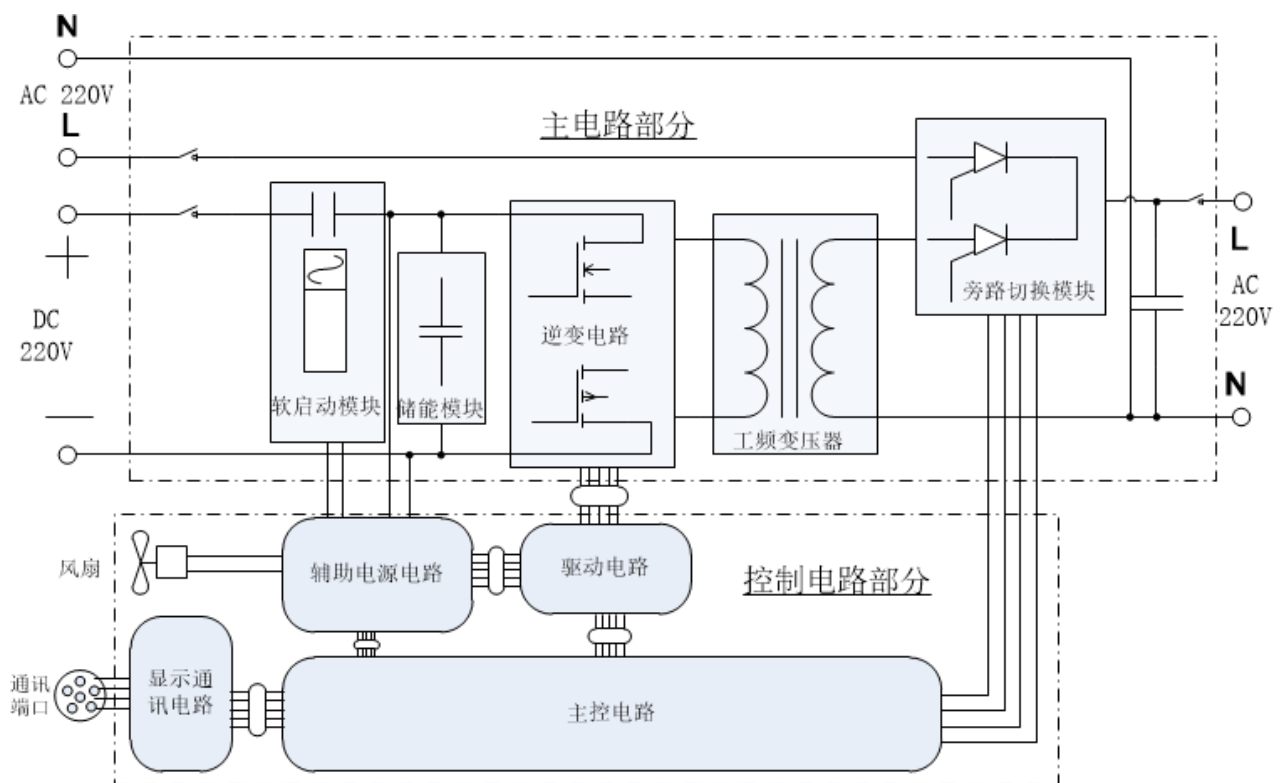 N
AC 220V
L
主电路部分
DC
220V
软启动模块
储能模块
逆变电路
工频变压器
旁路切换模块
L
AC
220V
N
风扇
辅助电源电路
驱动电路
控制电路部分
通讯
端口
显示通
讯电路
主控电路